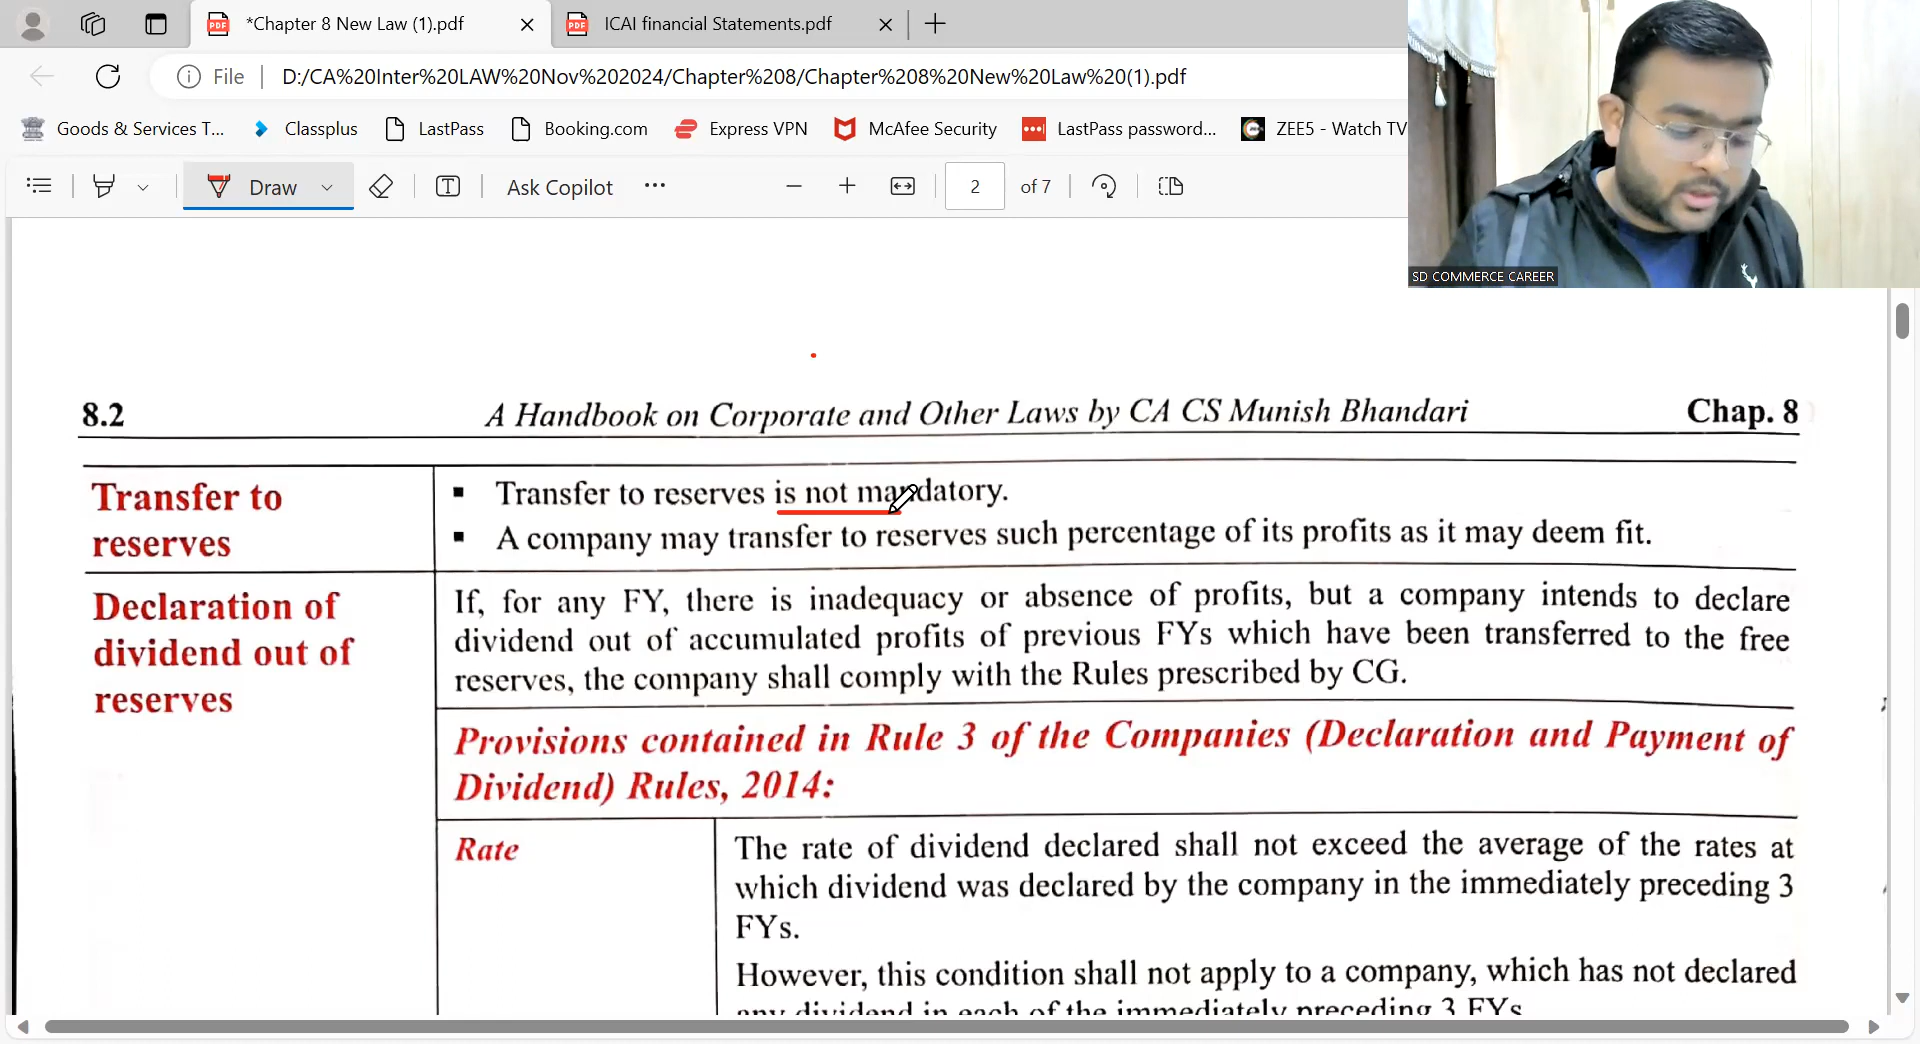 *Chapter 8 New Law (1).pdf
ICAI financial Statements.pdf
File
D:/CA%20Inter%20LAW%20Nov%202024/Chapter%208/Chapter%208%20New%20Law%20(1).pdf
Goods & Services T...
Classplus
LastPass
Booking.com
Express VPN
McAfee Security
LastPass password...
ZEE5 - Watch TV
Draw
Ask Copilot
2
of 7
SD COMMERCE CAREER
8.2 A Handbook on Corporate and Other Laws by CA CS Munish Bhandari Chap. 8
Transfer to
reserves
▪ Transfer to reserves is not mandatory.
▪ A company may transfer to reserves such percentage of its profits as it may deem fit.
Declaration of
dividend out of
reserves
If, for any FY, there is inadequacy or absence of profits, but a company intends to declare
dividend out of accumulated profits of previous FYs which have been transferred to the free
reserves, the company shall comply with the Rules prescribed by CG.
Provisions contained in Rule 3 of the Companies (Declaration and Payment of
Dividend) Rules, 2014:
Rate
The rate of dividend declared shall not exceed the average of the rates at
which dividend was declared by the company in the immediately preceding 3
FYs.
However, this condition shall not apply to a company, which has not declared
any dividend in each of the immediately preceding 3 FYs